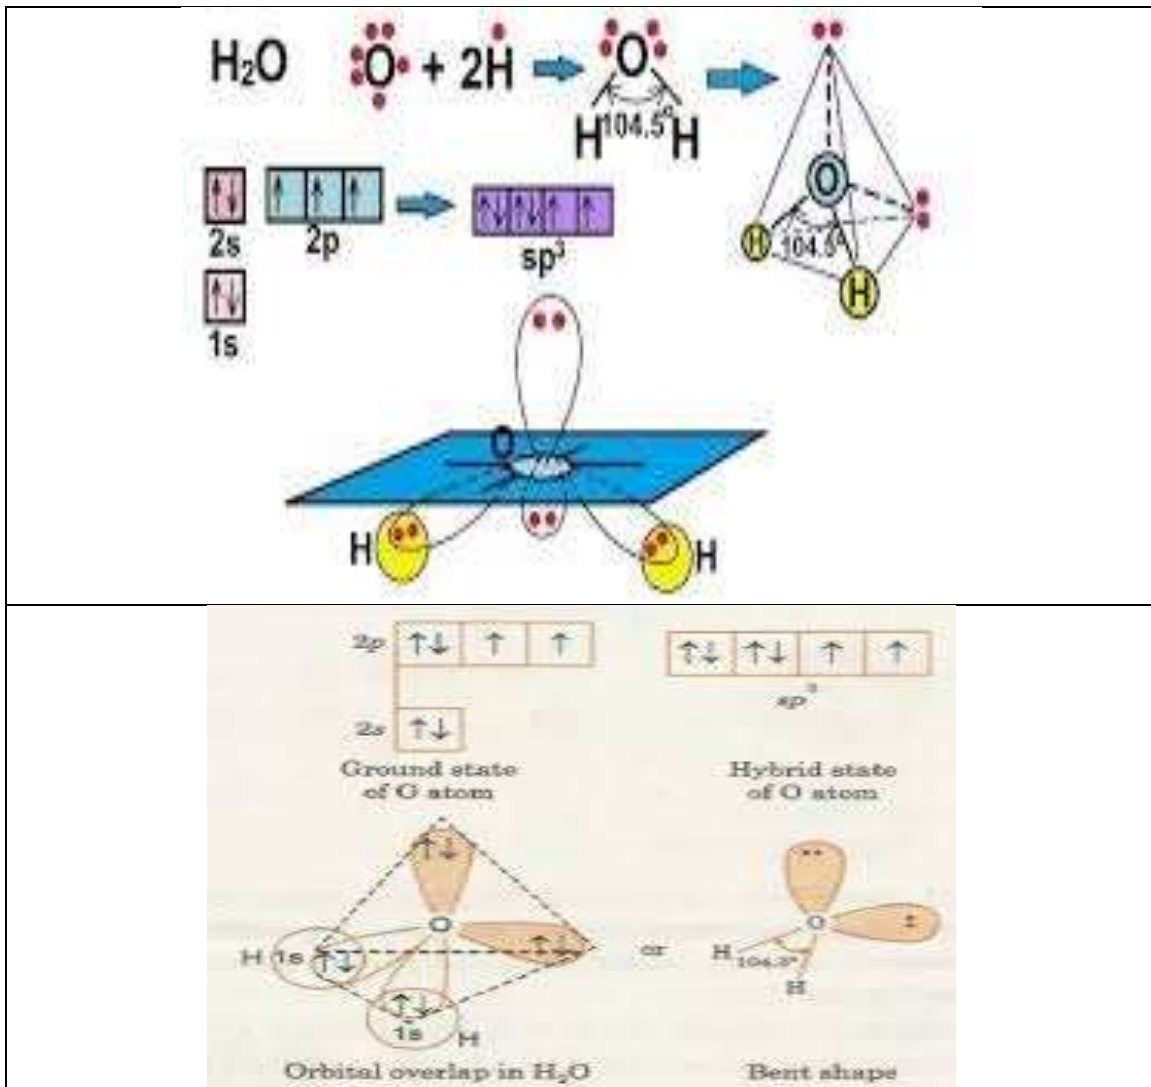 H₂O O + 2H O
H 104.5° H
O
H 104.5°
H
2s 2p sp³
1s
O
H H
2p ↑↓ ↑ ↑ ↑↓ ↑↓ ↑ ↑
sp³
2s ↑↓
Ground state Hybrid state
of O atom of O atom
↑↓
O O
H 1s ↑↓ ↑↓ or H 104.5°
↑↓ H
1s H
Orbital overlap in H₂O Bent shape